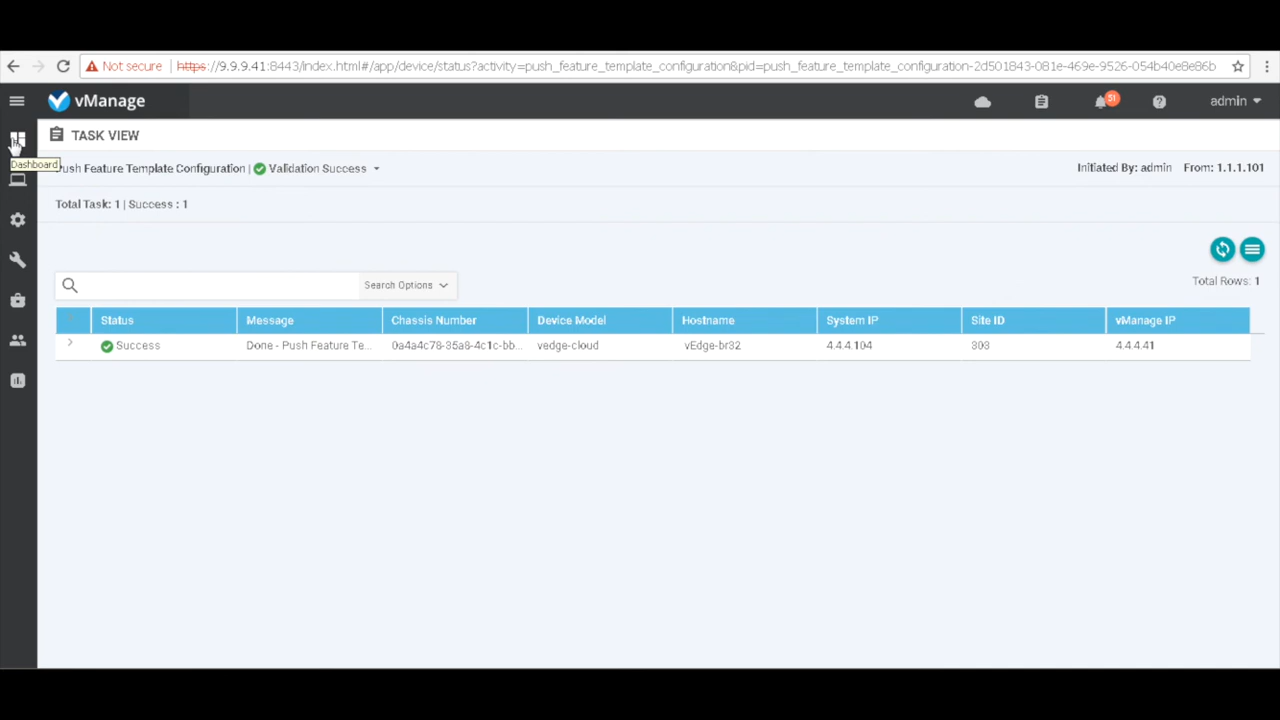 Not secure | https://9.9.9.41:8443/index.html#/app/device/status?activity=push_feature_template_configuration&pid=push_feature_template_configuration-2d501843-081e-469e-9526-054b40e8e86b
vManage
51
admin
TASK VIEW
Dashboard
Push Feature Template Configuration | Validation Success
Initiated By: admin From: 1.1.1.101
Total Task: 1 | Success : 1
Search Options
Total Rows: 1
Status Message Chassis Number Device Model Hostname System IP Site ID vManage IP
Success Done - Push Feature Te... 0a4a4c78-35a8-4c1c-bb... vedge-cloud vEdge-br32 4.4.4.104 303 4.4.4.41